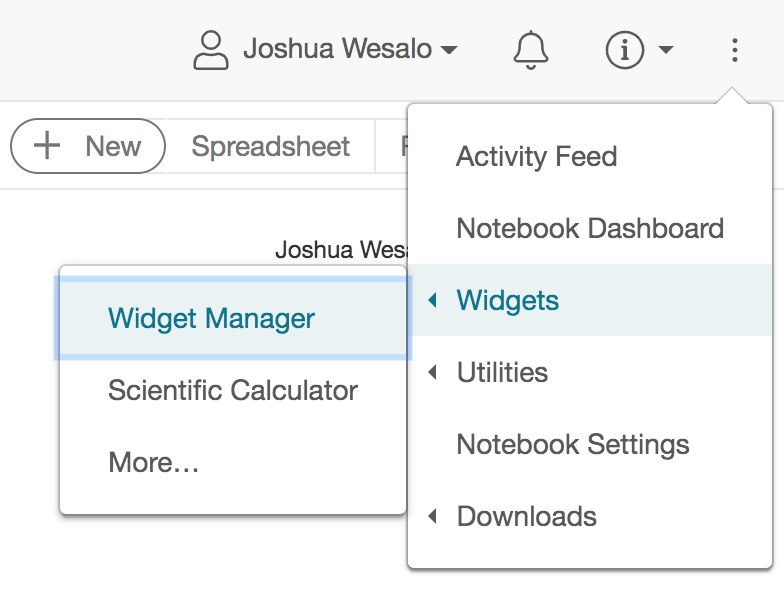 Joshua Wesalo
New
Spreadsheet
Joshua Wesa
Activity Feed
Notebook Dashboard
Widgets
Utilities
Notebook Settings
Downloads
Widget Manager
Scientific Calculator
More…